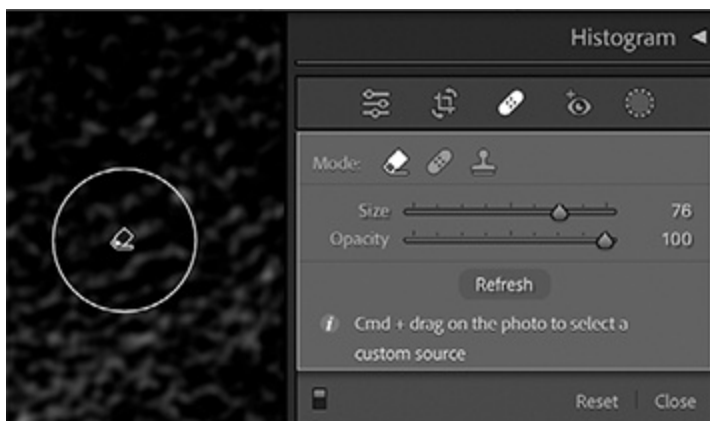 Histogram
Mode:
Size 76
Opacity 100
Refresh
i Cmd + drag on the photo to select a
custom source
Reset Close